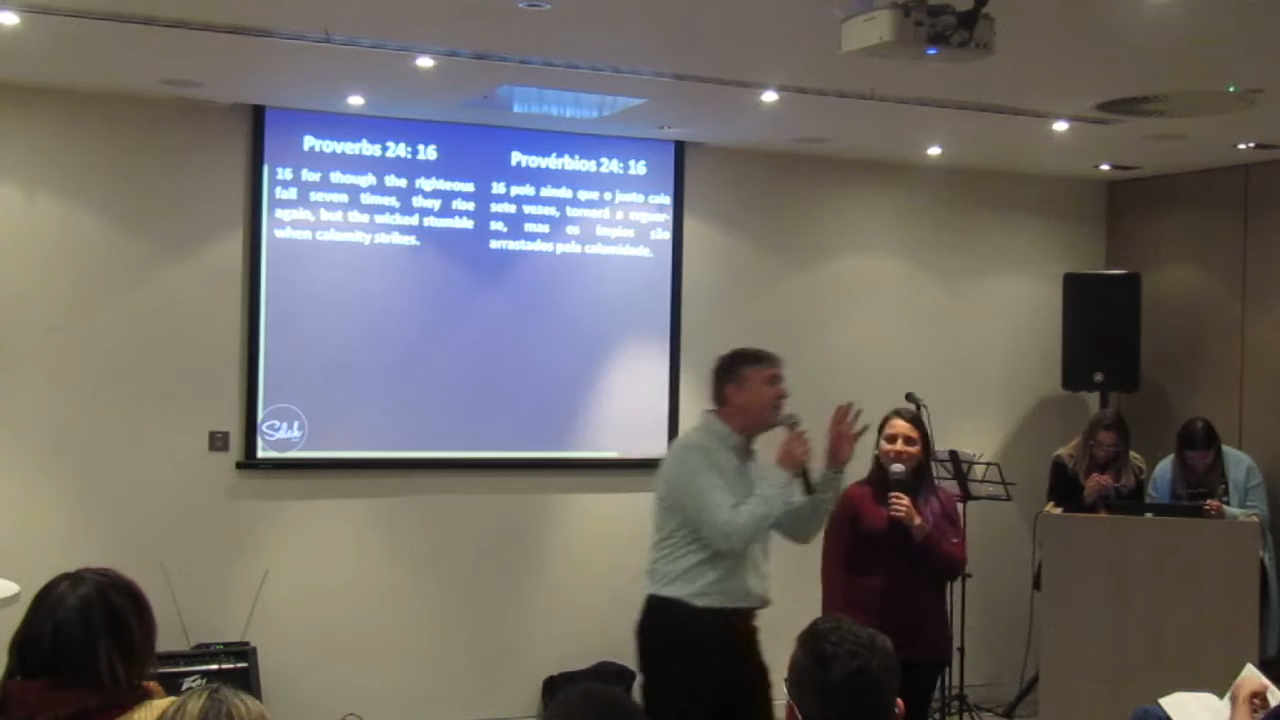 Proverbs 24: 16
16 for though the righteous
fall seven times, they rise
again, but the wicked stumble
when calamity strikes.
Provérbios 24: 16
16 pois ainda que o justo caia
sete vezes, tornará a erguer-
se, mas os ímpios são
arrastados pela calamidade.
Selah